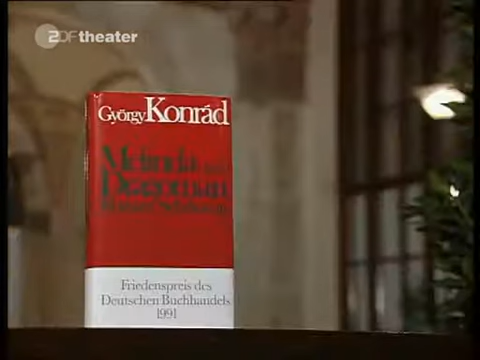 ZDFtheater
György Konrád
Melinda und
Dragoman
Friedenspreis des
Deutschen Buchhandels
1991